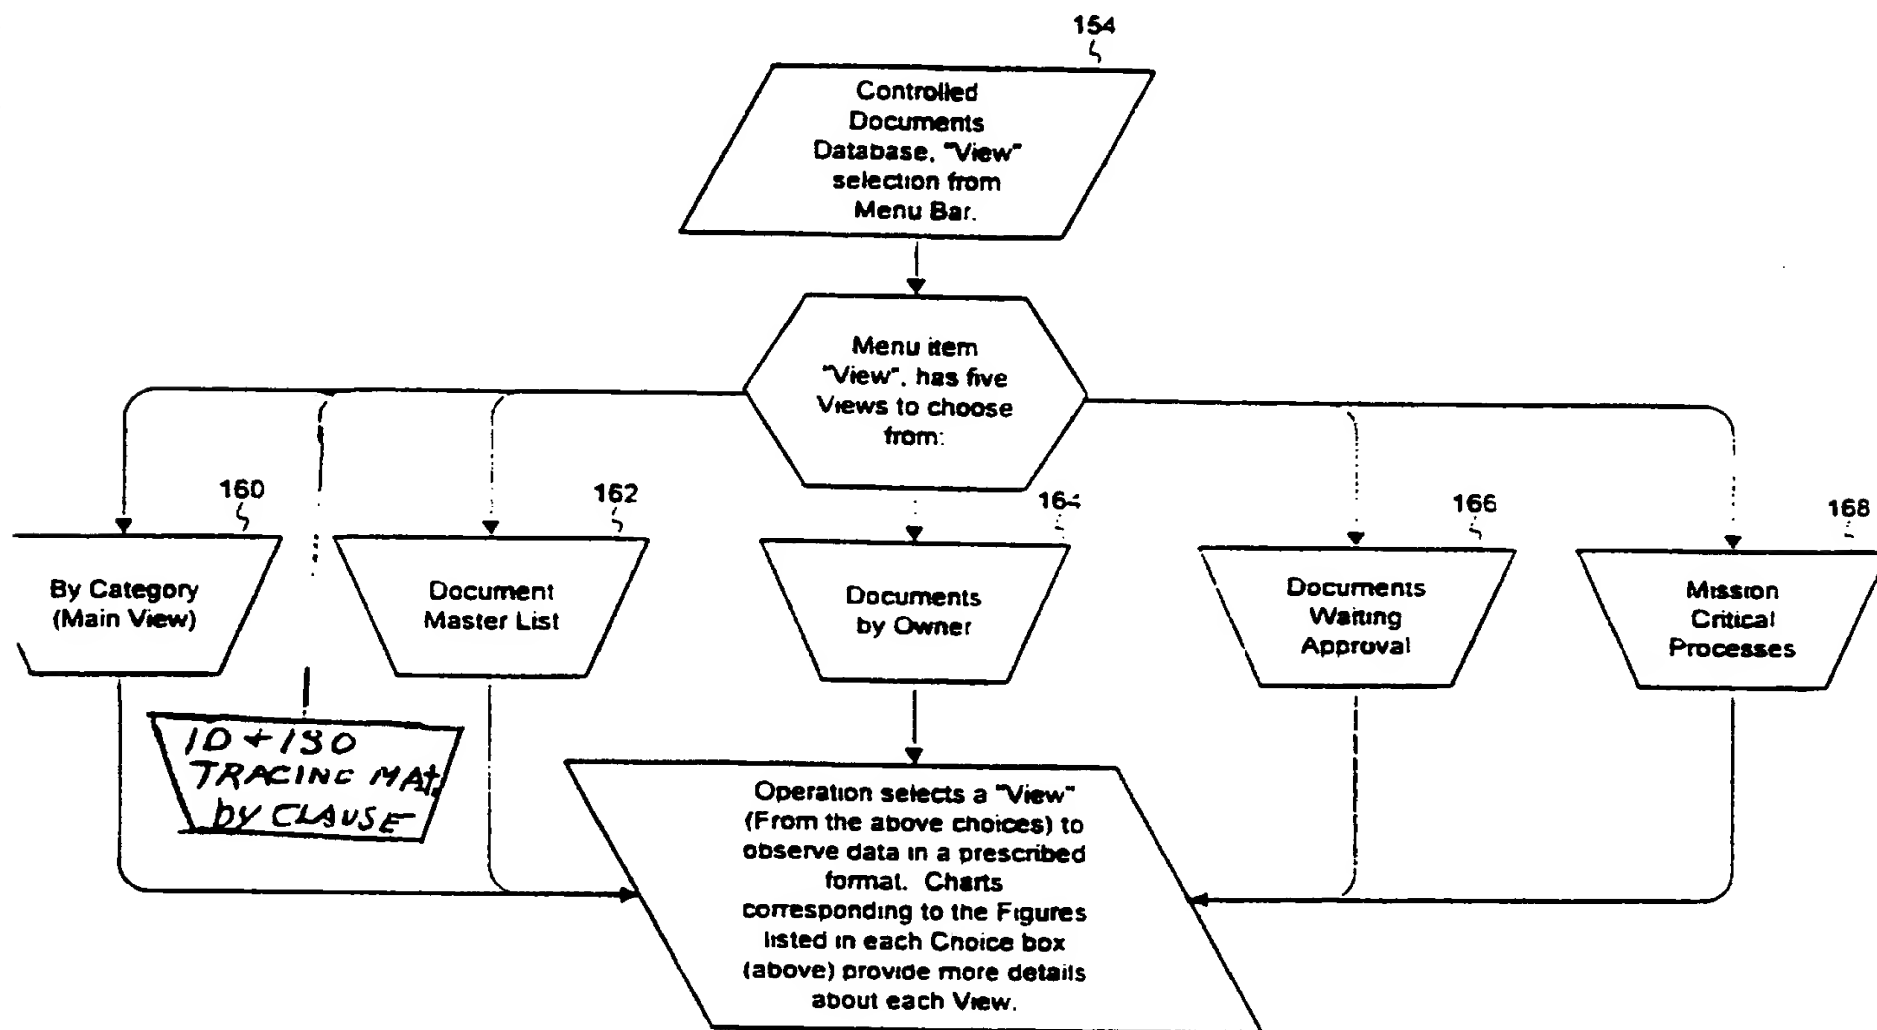 154
Controlled
Documents
Database, "View"
selection from
Menu Bar.
Menu item
"View", has five
Views to choose
from:
160
162
164
166
168
By Category
(Main View)
Document
Master List
Documents
by Owner
Documents
Waiting
Approval
Mission
Critical
Processes
ID + ISO
TRACING MAT.
by CLAUSE
Operation selects a "View"
(From the above choices) to
observe data in a prescribed
format. Charts
corresponding to the Figures
listed in each Choice box
(above) provide more details
about each View.